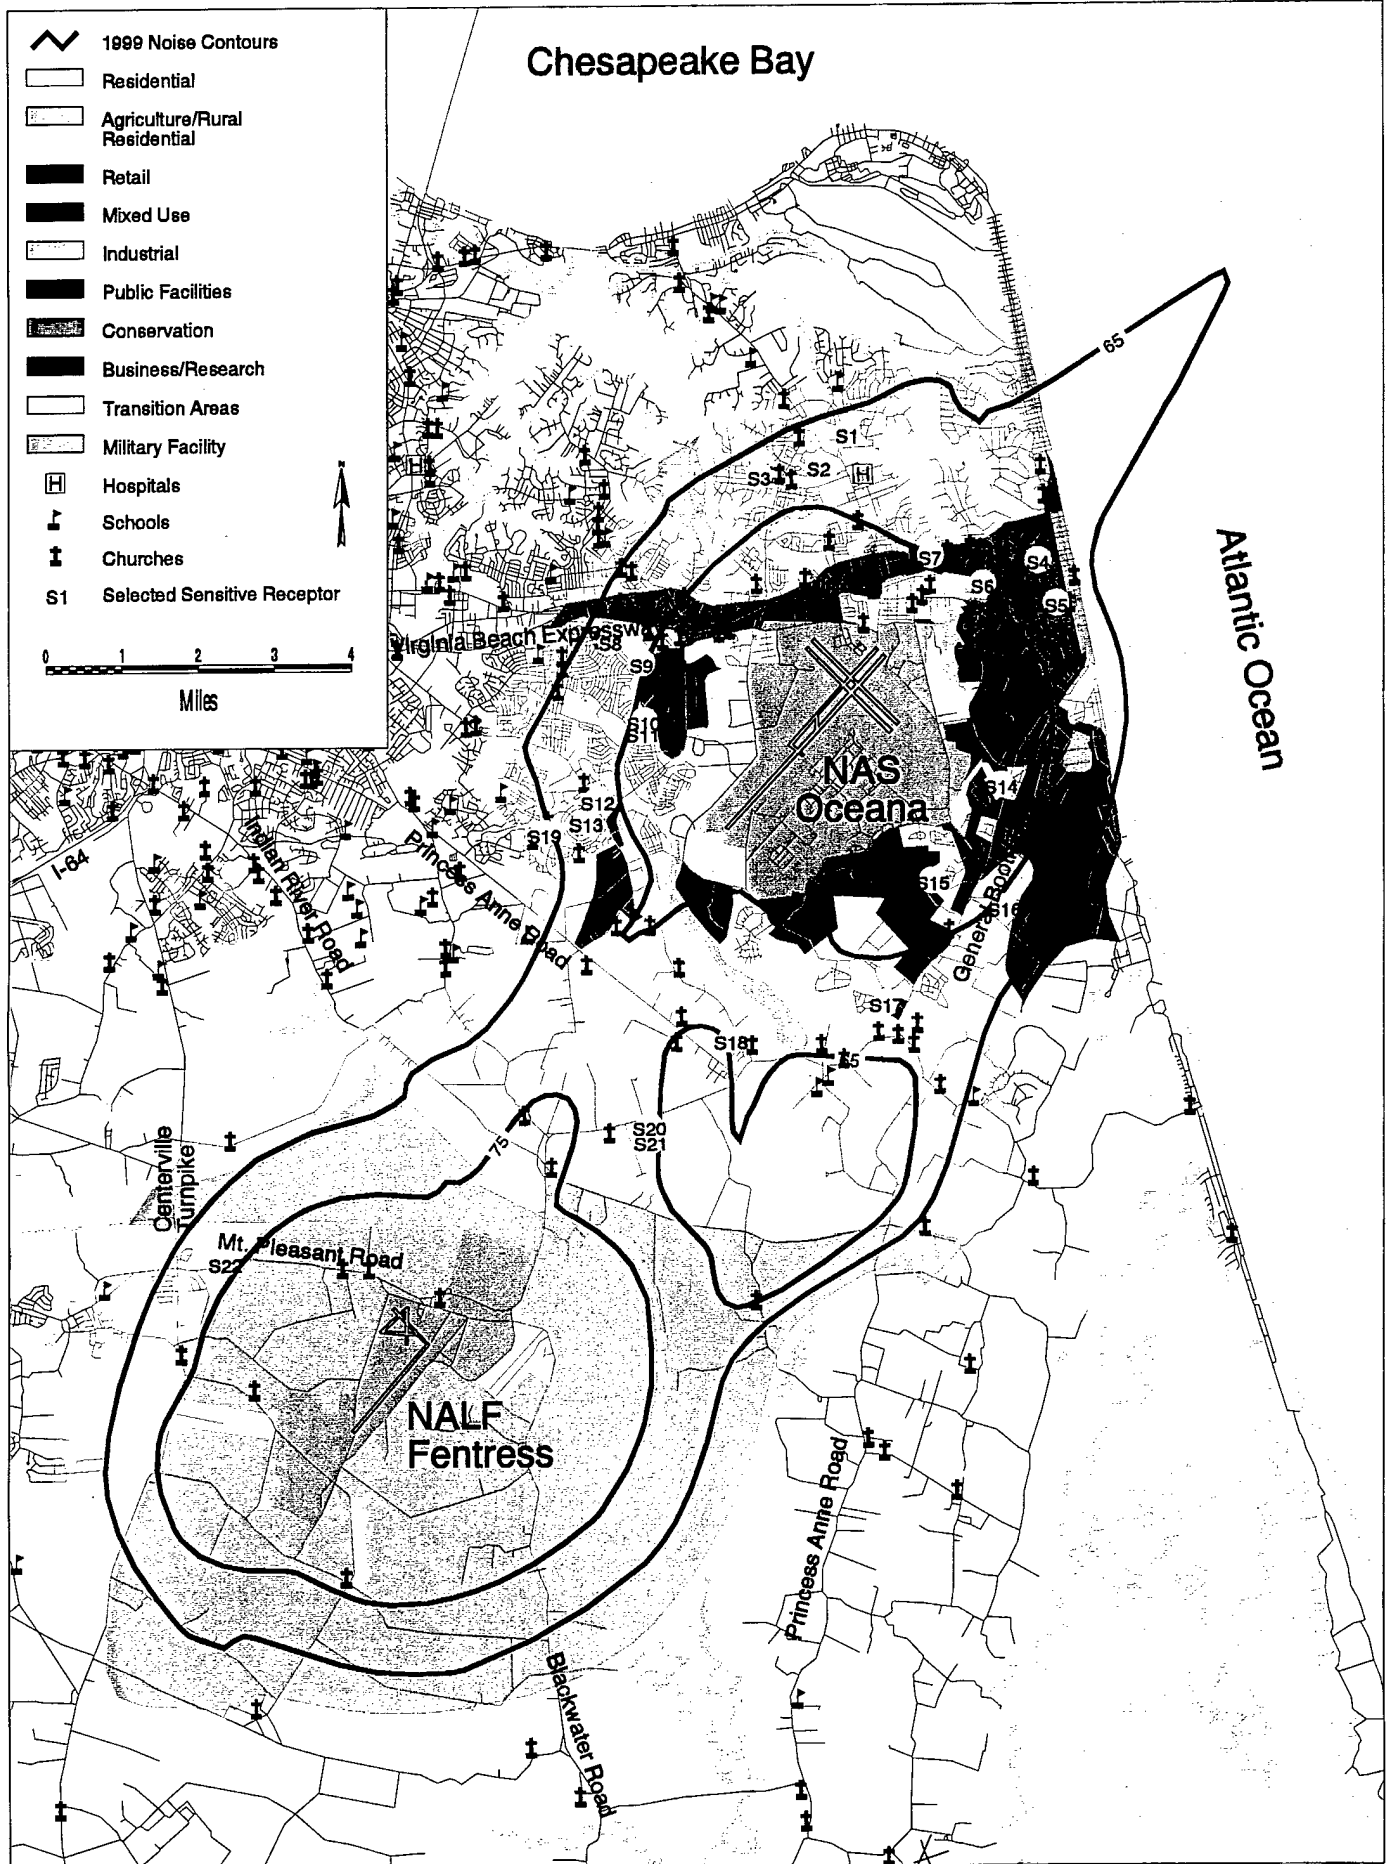 1999 Noise Contours
Residential
Agriculture/Rural
Residential
Retail
Mixed Use
Industrial
Public Facilities
Conservation
Business/Research
Transition Areas
Military Facility
H
Hospitals
Schools
Churches
S1 Selected Sensitive Receptor
N
0 1 2 3 4
Miles
Chesapeake Bay
65
Atlantic Ocean
S1
S2
S3
H
H
S4
S5
S6
S7
Virginia Beach Expressway
S8
S9
S10
S11
NAS
Oceana
S12
S13
S14
S19
S15
S16
I-64
Indian River Road
Princess Anne Road
General Booth
S17
S18
S20
S21
75
Centerville
Turnpike
Mt. Pleasant Road
S22
NALF
Fentress
Princess Anne Road
Blackwater Road